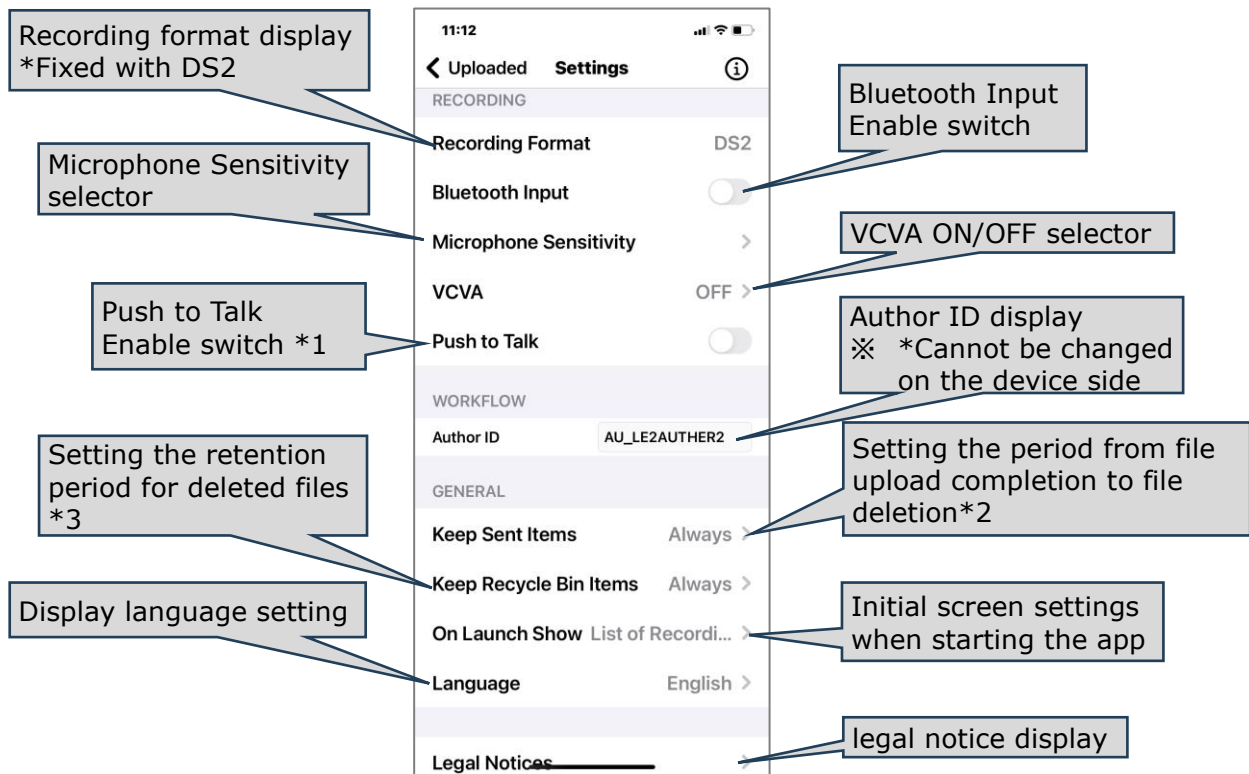 Recording format display
*Fixed with DS2
Microphone Sensitivity
selector
Push to Talk
Enable switch *1
Setting the retention
period for deleted files
*3
Display language setting
11:12
Uploaded Settings
RECORDING
Recording Format DS2
Bluetooth Input
Microphone Sensitivity
VCVA OFF
Push to Talk
WORKFLOW
Author ID AU_LE2AUTHER2
GENERAL
Keep Sent Items Always
Keep Recycle Bin Items Always
On Launch Show List of Recordi...
Language English
Legal Notices
Bluetooth Input
Enable switch
VCVA ON/OFF selector
Author ID display
※ *Cannot be changed
on the device side
Setting the period from file
upload completion to file
deletion*2
Initial screen settings
when starting the app
legal notice display